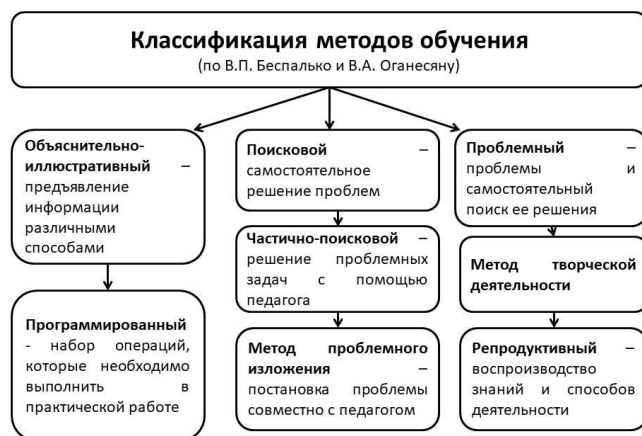 Классификация методов обучения
(по В.П. Беспалько и В.А. Оганесяну)
Объяснительно-
иллюстративный –
предъявление
информации
различными
способами
Программированный
- набор операций,
которые необходимо
выполнить в
практической работе
Поисковой –
самостоятельное
решение проблем
Частично-поисковой –
решение проблемных
задач с помощью
педагога
Метод проблемного
изложения –
постановка проблемы
совместно с педагогом
Проблемный –
проблемы и
самостоятельный
поиск ее решения
Метод творческой
деятельности
Репродуктивный –
воспроизводство
знаний и способов
деятельности